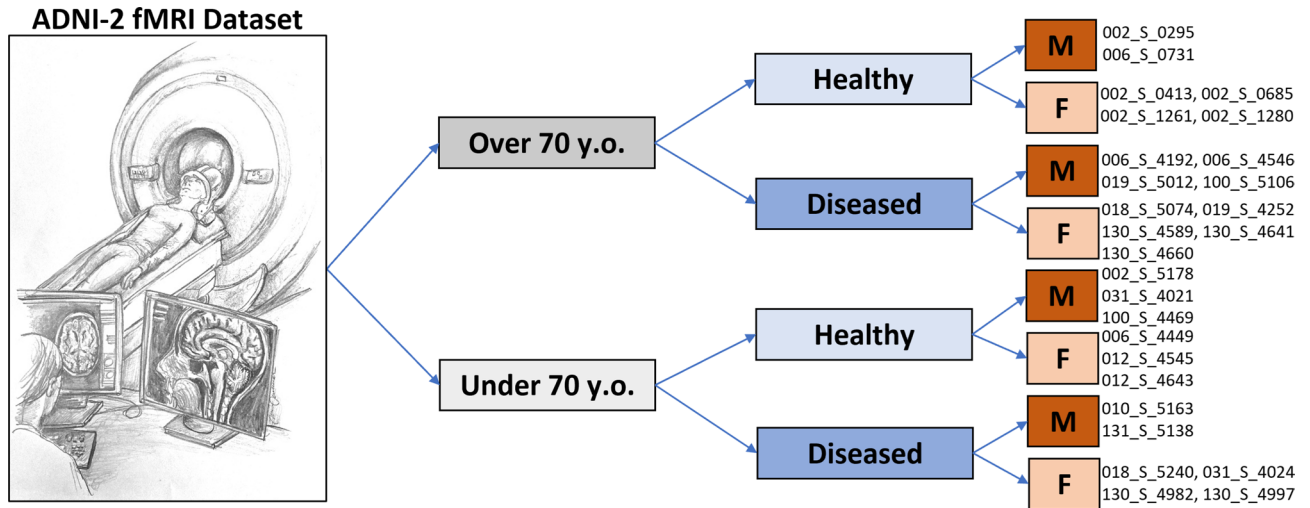 ADNI-2 fMRI Dataset
Over 70 y.o.
Healthy
M
002_S_0295
006_S_0731
F
002_S_0413, 002_S_0685
002_S_1261, 002_S_1280
Diseased
M
006_S_4192, 006_S_4546
019_S_5012, 100_S_5106
F
018_S_5074, 019_S_4252
130_S_4589, 130_S_4641
130_S_4660
Under 70 y.o.
Healthy
M
002_S_5178
031_S_4021
100_S_4469
F
006_S_4449
012_S_4545
012_S_4643
Diseased
M
010_S_5163
131_S_5138
F
018_S_5240, 031_S_4024
130_S_4982, 130_S_4997